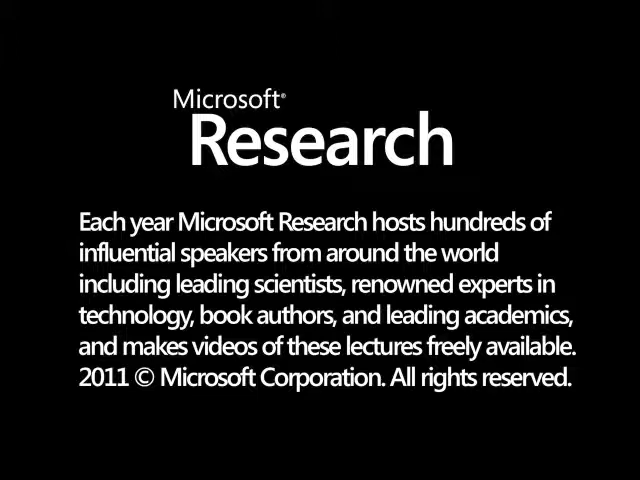 Microsoft®
Research
Each year Microsoft Research hosts hundreds of
influential speakers from around the world
including leading scientists, renowned experts in
technology, book authors, and leading academics,
and makes videos of these lectures freely available.
2011 © Microsoft Corporation. All rights reserved.